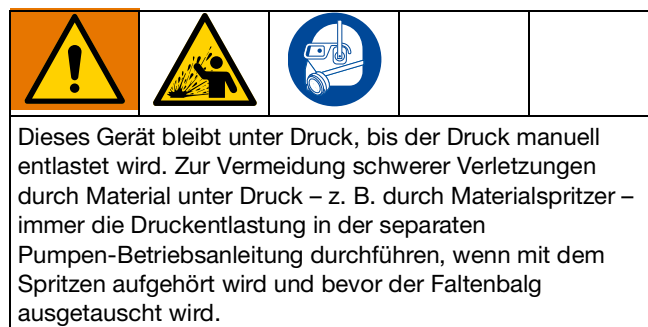 Dieses Gerät bleibt unter Druck, bis der Druck manuell
entlastet wird. Zur Vermeidung schwerer Verletzungen
durch Material unter Druck – z. B. durch Materialspritzer –
immer die Druckentlastung in der separaten
Pumpen-Betriebsanleitung durchführen, wenn mit dem
Spritzen aufgehört wird und bevor der Faltenbalg
ausgetauscht wird.